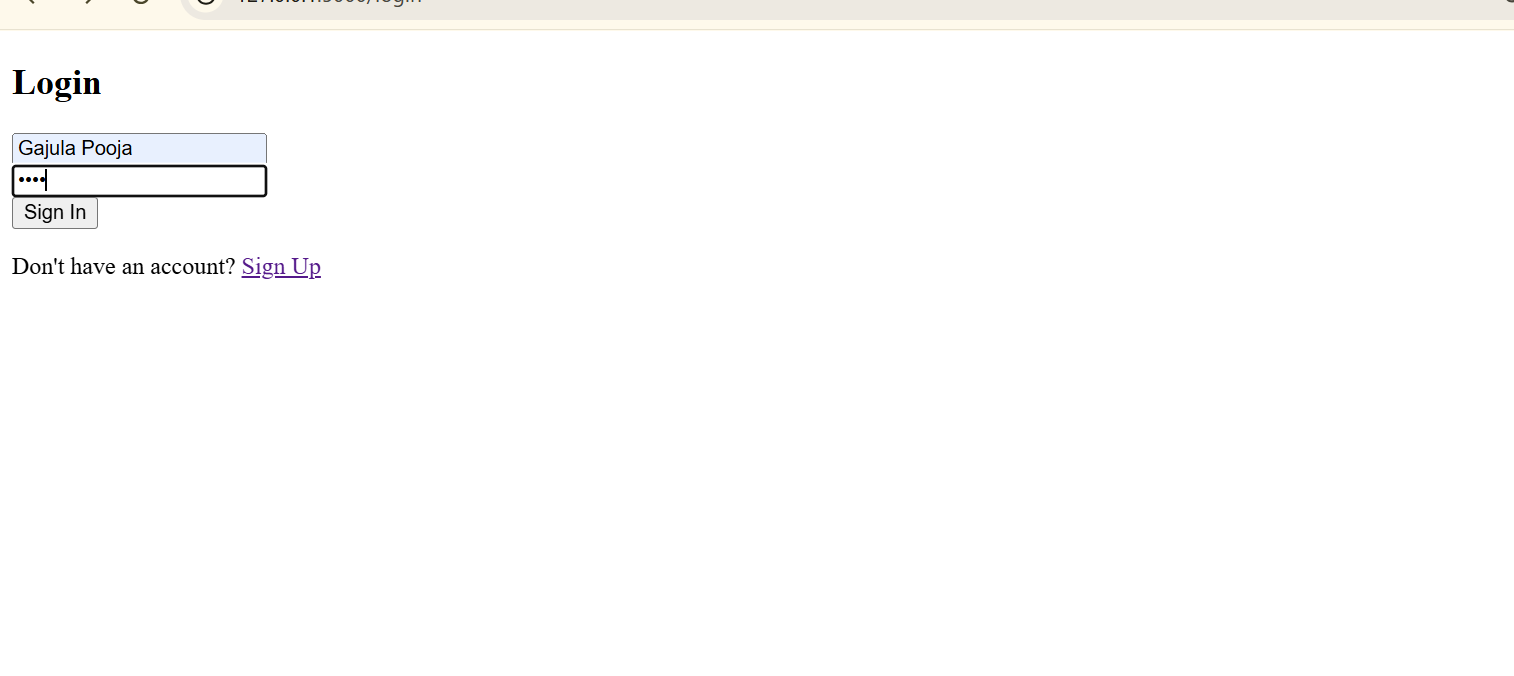 Login
Gajula Pooja
••••
Sign In
Don't have an account? Sign Up